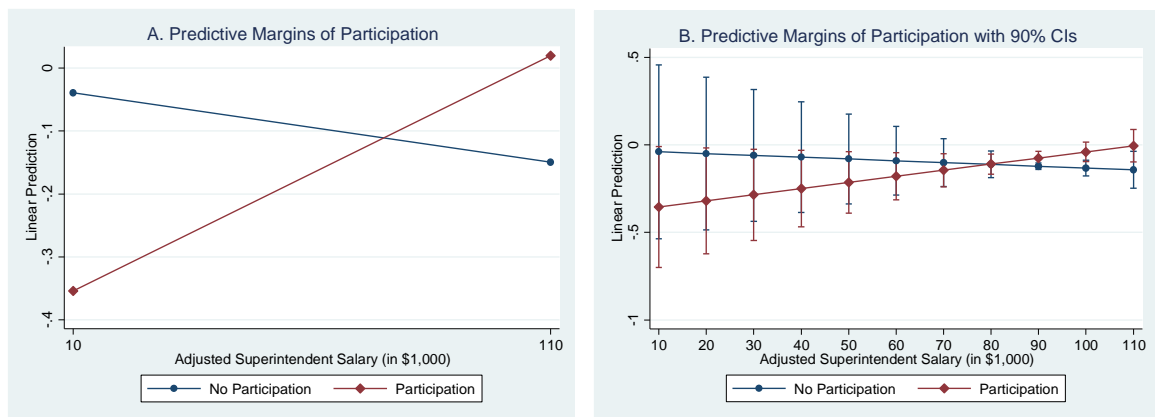 A. Predictive Margins of Participation
Linear Prediction
0
-.1
-.2
-.3
-.4
10 110
Adjusted Superintendent Salary (in $1,000)
No Participation Participation
B. Predictive Margins of Participation with 90% CIs
Linear Prediction
.5
0
-.5
-1
10 20 30 40 50 60 70 80 90 100 110
Adjusted Superintendent Salary (in $1,000)
No Participation Participation